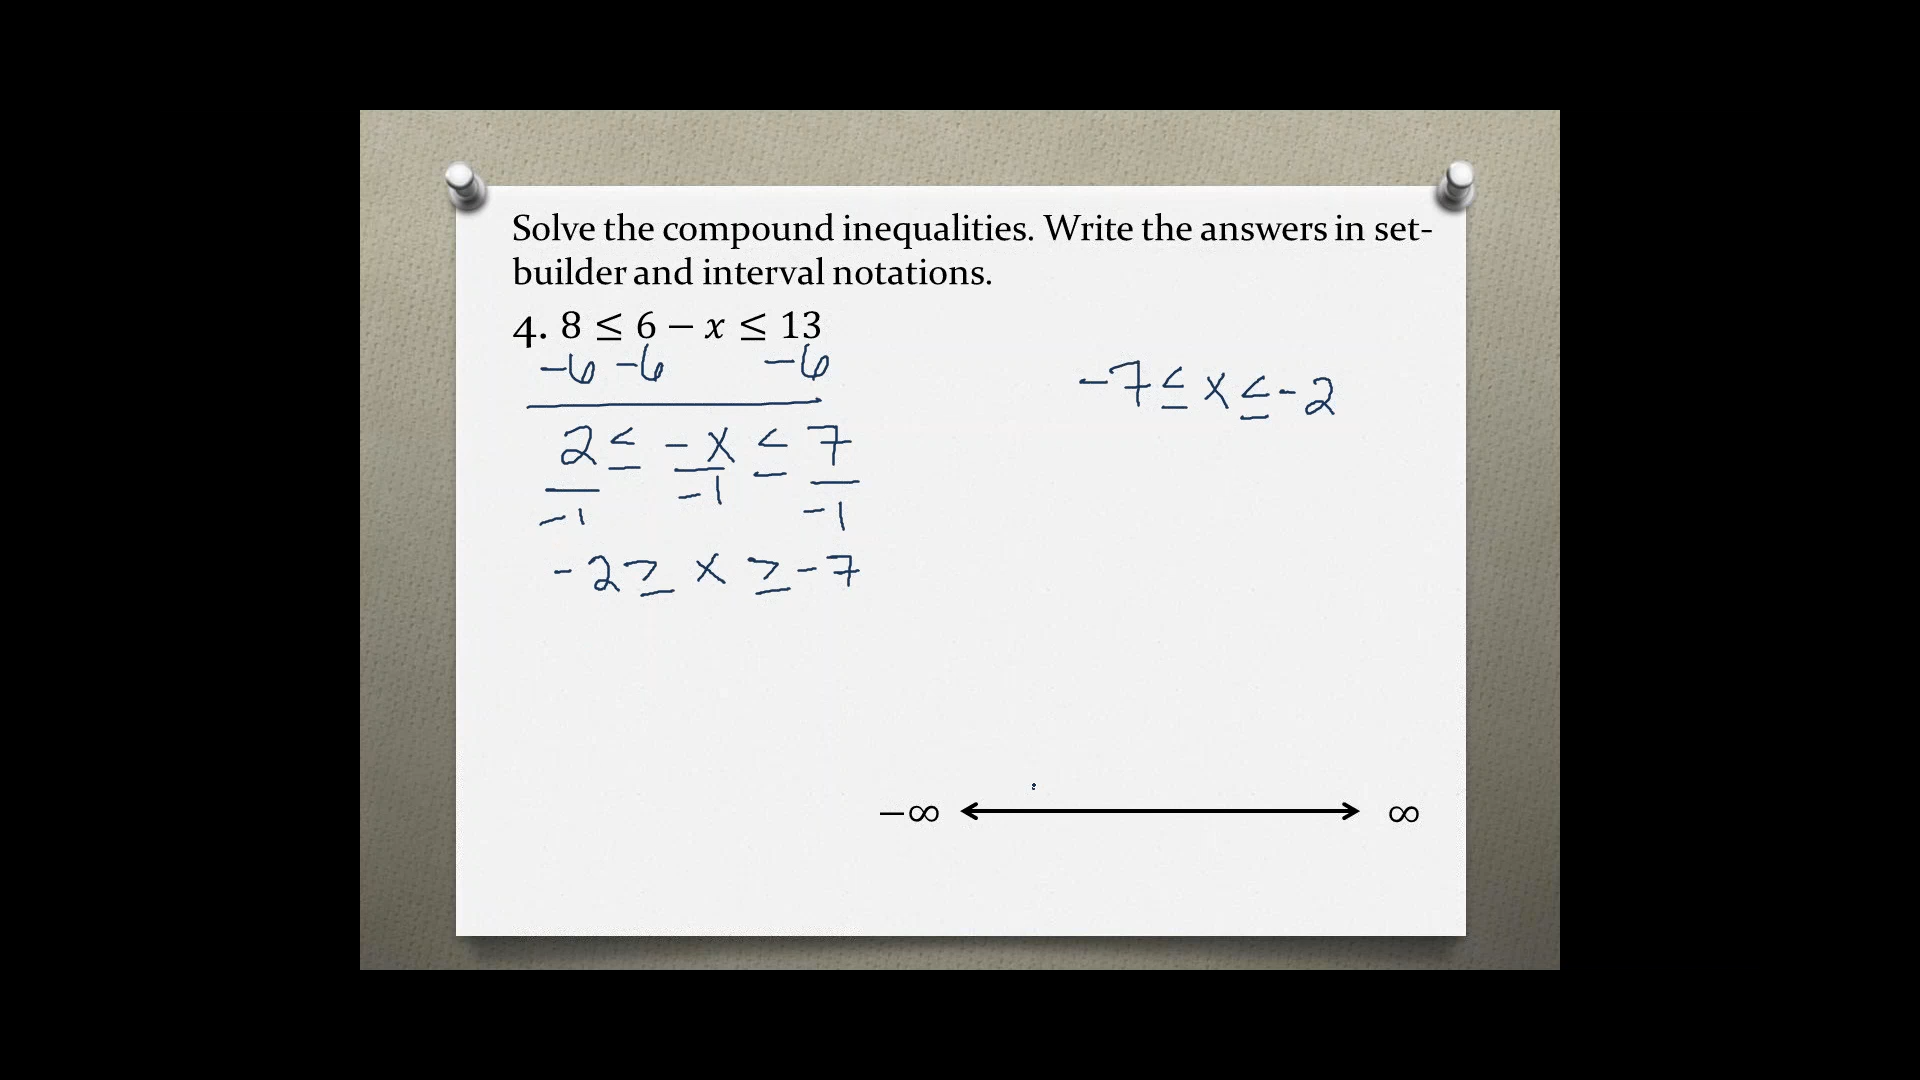 Solve the compound inequalities. Write the answers in set-
builder and interval notations.
4. 8 ≤ 6 − x ≤ 13
-6 -6 -6
2 ≤ -x ≤ 7
-1 -1 -1
-2 ≥ x ≥ -7
-7 ≤ x ≤ -2
−∞ ∞